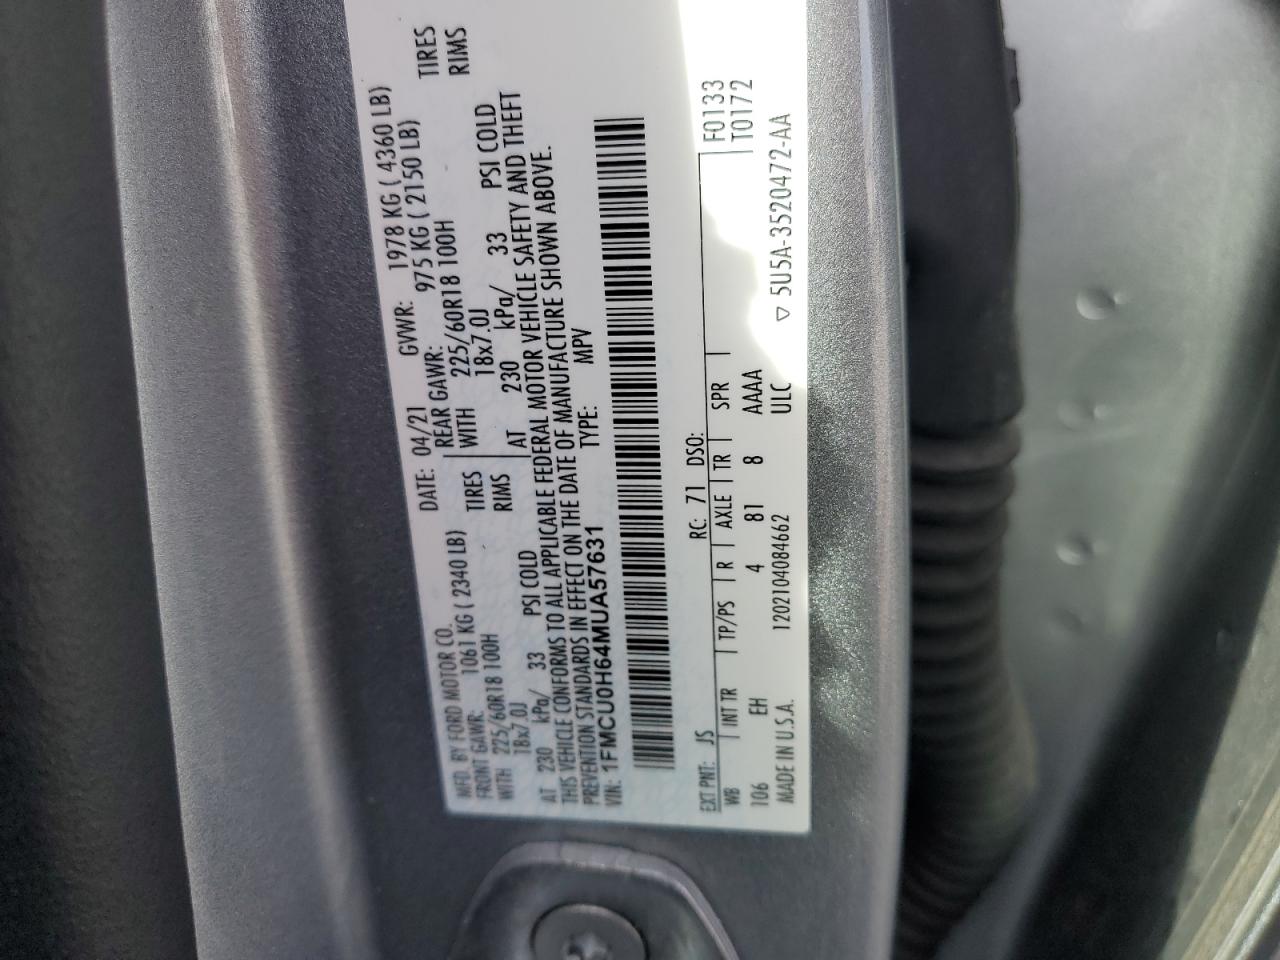 MFD. BY FORD MOTOR CO. DATE: 04/21 GVWR: 1978 KG ( 4360 LB)
FRONT GAWR: 1061 KG ( 2340 LB) REAR GAWR: 975 KG ( 2150 LB)
WITH 225/60R18 100H TIRES WITH 225/60R18 100H TIRES
18x7.0J RIMS 18x7.0J RIMS
AT 230 kPa/ 33 PSI COLD AT 230 kPa/ 33 PSI COLD
THIS VEHICLE CONFORMS TO ALL APPLICABLE FEDERAL MOTOR VEHICLE SAFETY AND THEFT
PREVENTION STANDARDS IN EFFECT ON THE DATE OF MANUFACTURE SHOWN ABOVE.
VIN: 1FMCU0H64MUA57631 TYPE: MPV
EXT PNT: JS RC: 71 DSO: F0133
WB INT TR TP/PS R AXLE TR SPR T0172
106 EH 4 81 8 AAAA
MADE IN U.S.A. 1202104084662 ULC ▽ 5U5A-3520472-AA